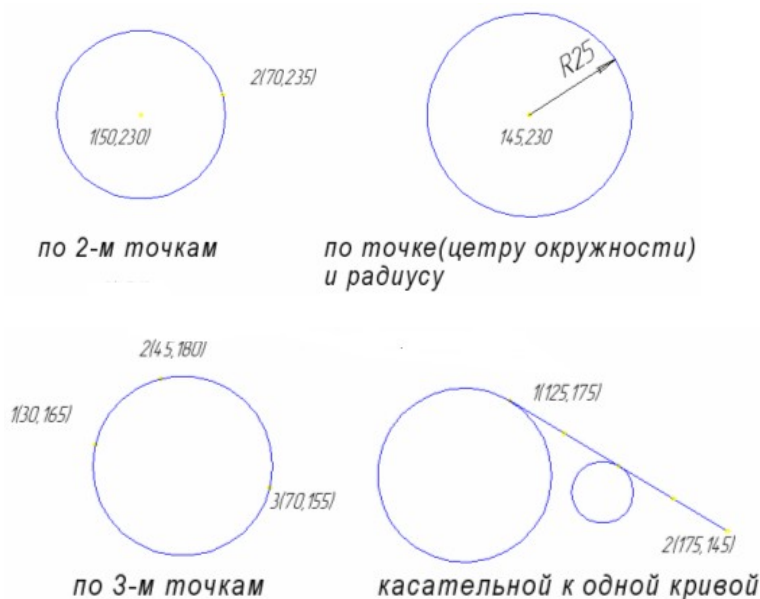 2(70,235)
1(50,230)
R25
145,230
по 2-м точкам
по точке(цетру окружности)
и радиусу
2(45,180)
1(30,165)
3(70,155)
1(125,175)
2(175,145)
по 3-м точкам
касательной к одной кривой